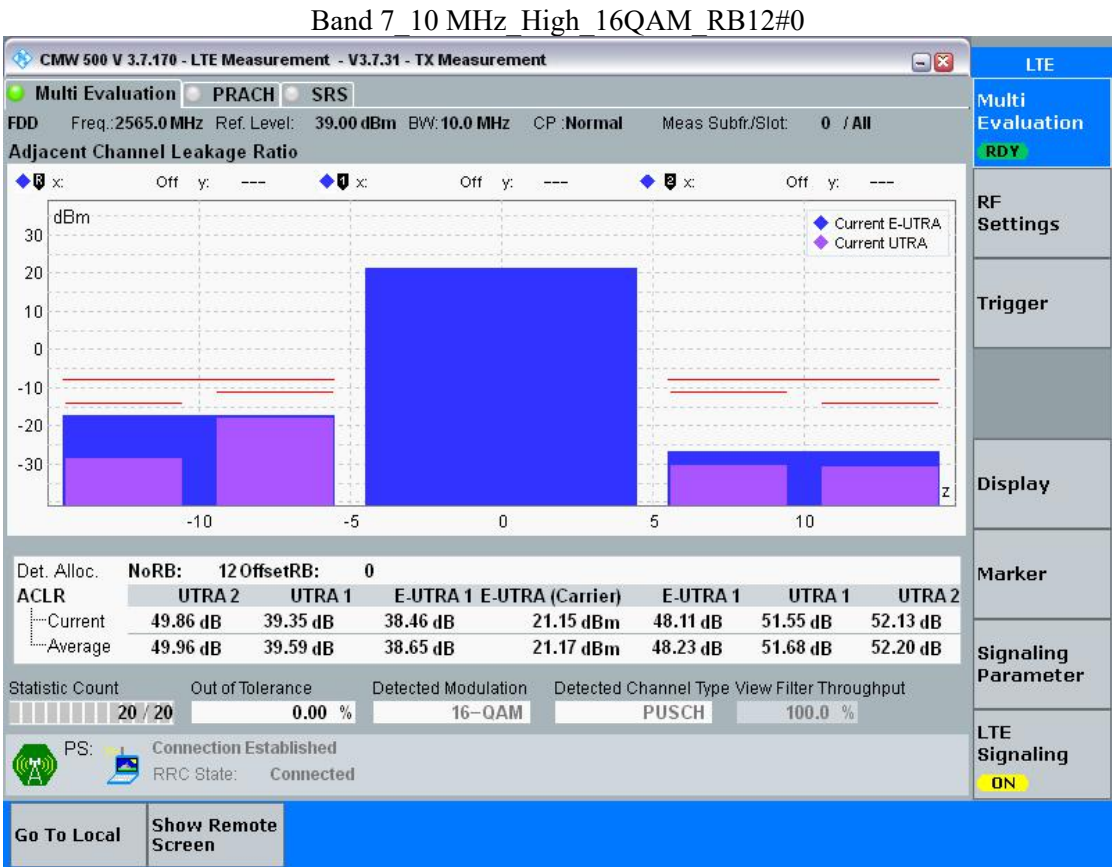 Band 7_10 MHz_High_16QAM_RB12#0
CMW 500 V 3.7.170 - LTE Measurement - V3.7.31 - TX Measurement
Multi Evaluation PRACH SRS
FDD Freq.:2565.0 MHz Ref. Level: 39.00 dBm BW:10.0 MHz CP :Normal Meas Subfr./Slot: 0 / All
Adjacent Channel Leakage Ratio
R x: Off y: --- 1 x: Off y: --- 2 x: Off y: ---
dBm
Current E-UTRA
Current UTRA
30
20
10
0
-10
-20
-30
z
-10 -5 0 5 10
Det. Alloc. NoRB: 12 OffsetRB: 0
ACLR UTRA 2 UTRA 1 E-UTRA 1 E-UTRA (Carrier) E-UTRA 1 UTRA 1 UTRA 2
Current 49.86 dB 39.35 dB 38.46 dB 21.15 dBm 48.11 dB 51.55 dB 52.13 dB
Average 49.96 dB 39.59 dB 38.65 dB 21.17 dBm 48.23 dB 51.68 dB 52.20 dB
Statistic Count Out of Tolerance Detected Modulation Detected Channel Type View Filter Throughput
20 / 20 0.00 % 16-QAM PUSCH 100.0 %
PS: Connection Established
RRC State: Connected
LTE
Multi
Evaluation
RDY
RF
Settings
Trigger
Display
Marker
Signaling
Parameter
LTE
Signaling
ON
Go To Local
Show Remote
Screen